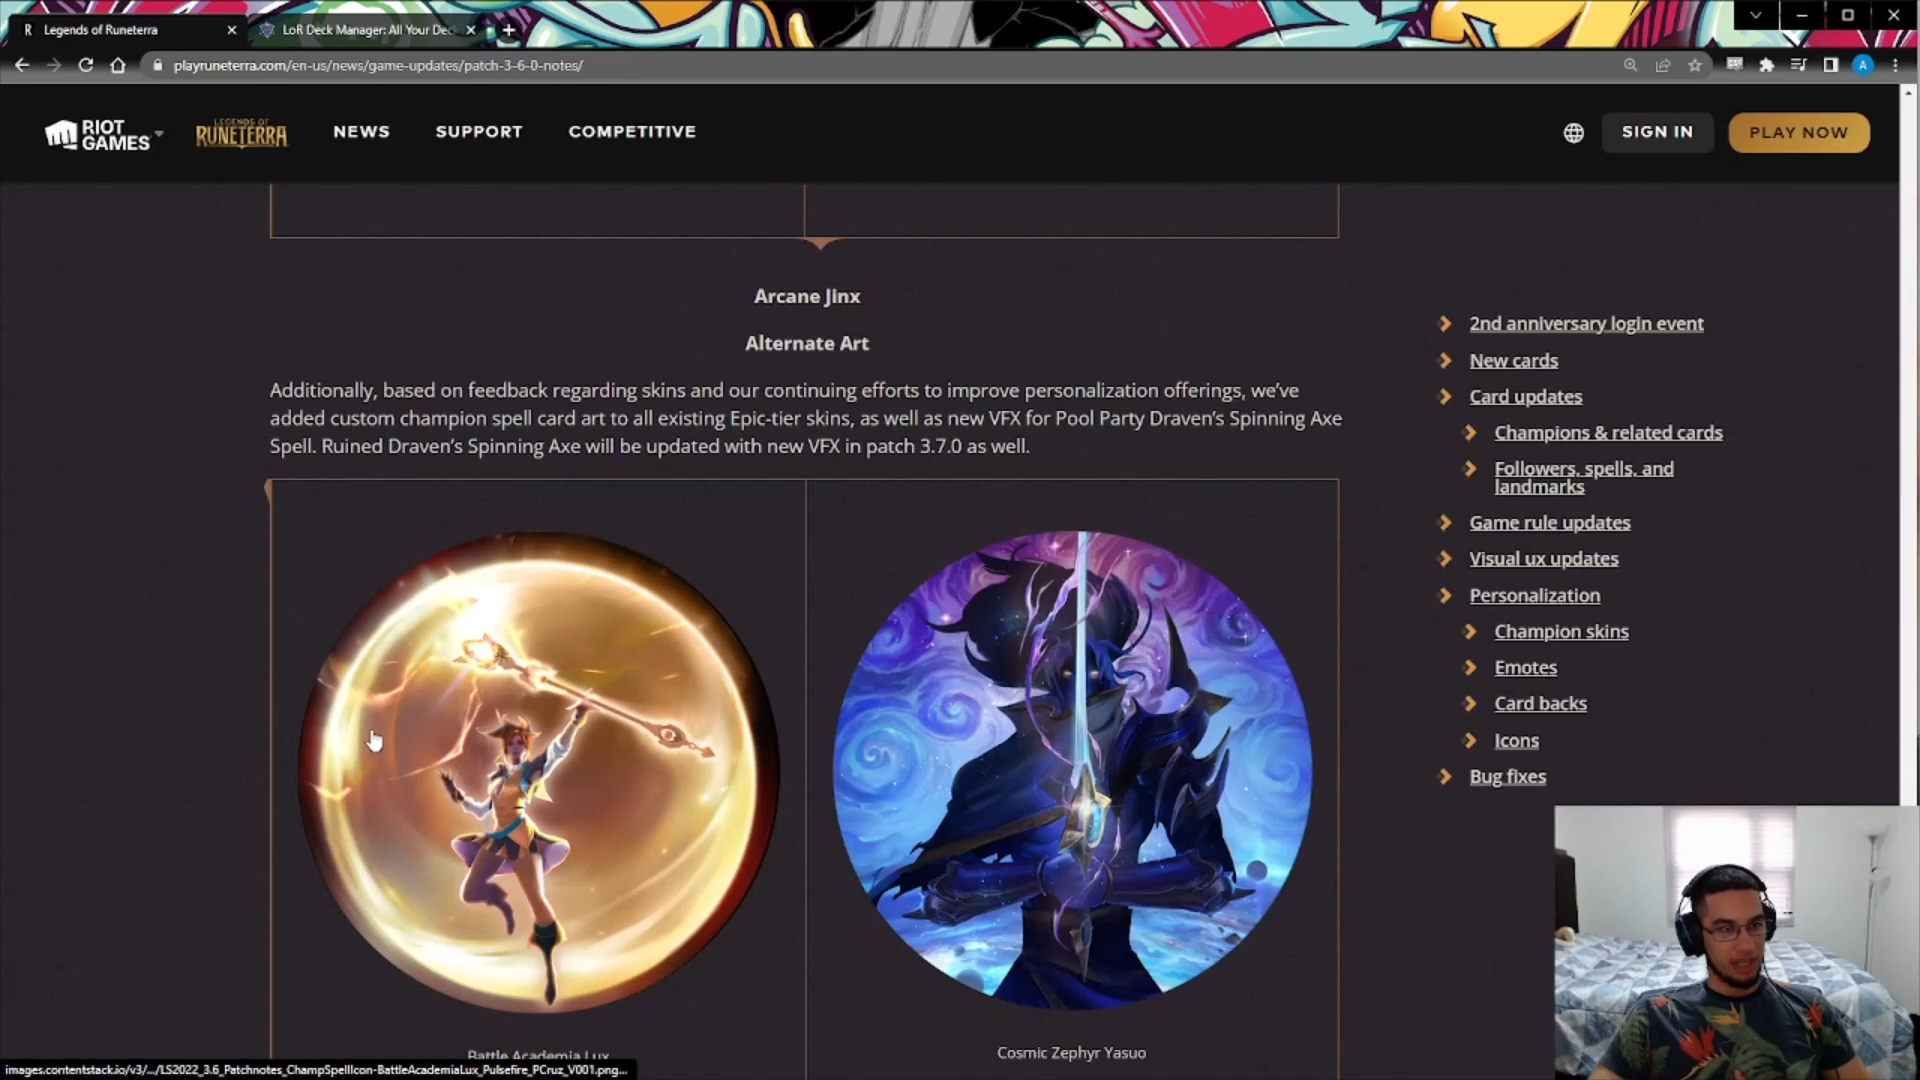 Legends of Runeterra
LoR Deck Manager: All Your Dec
playruneterra.com/en-us/news/game-updates/patch-3-6-0-notes/
A
RIOT GAMES
LEGENDS OF RUNETERRA
NEWS
SUPPORT
COMPETITIVE
SIGN IN
PLAY NOW
Arcane Jinx
Alternate Art
Additionally, based on feedback regarding skins and our continuing efforts to improve personalization offerings, we've
added custom champion spell card art to all existing Epic-tier skins, as well as new VFX for Pool Party Draven's Spinning Axe
Spell. Ruined Draven's Spinning Axe will be updated with new VFX in patch 3.7.0 as well.
Battle Academia Lux
Cosmic Zephyr Yasuo
2nd anniversary login event
New cards
Card updates
Champions & related cards
Followers, spells, and
landmarks
Game rule updates
Visual ux updates
Personalization
Champion skins
Emotes
Card backs
Icons
Bug fixes
images.contentstack.io/v3/.../LS2022_3.6_Patchnotes_ChampSpellIcon-BattleAcademiaLux_Pulsefire_PCruz_V001.png...